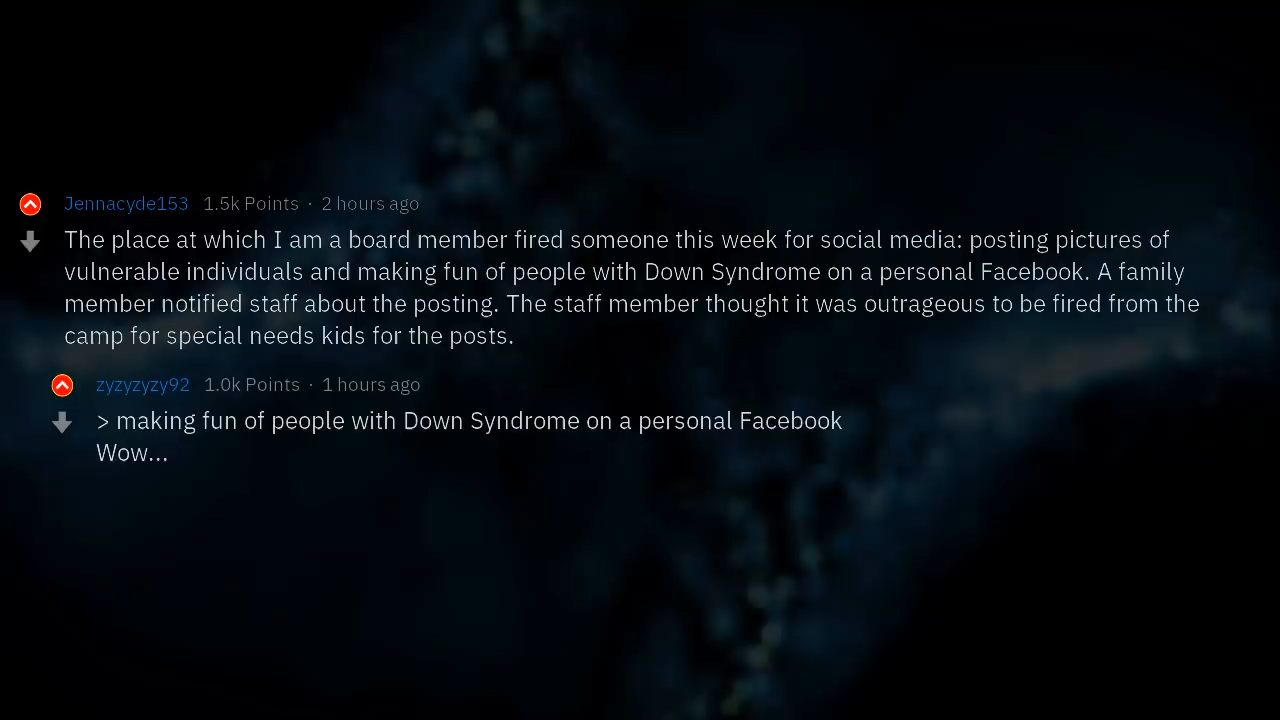 Jennacyde153 1.5k Points · 2 hours ago
The place at which I am a board member fired someone this week for social media: posting pictures of
vulnerable individuals and making fun of people with Down Syndrome on a personal Facebook. A family
member notified staff about the posting. The staff member thought it was outrageous to be fired from the
camp for special needs kids for the posts.
zyzyzyzy92 1.0k Points · 1 hours ago
> making fun of people with Down Syndrome on a personal Facebook
Wow...